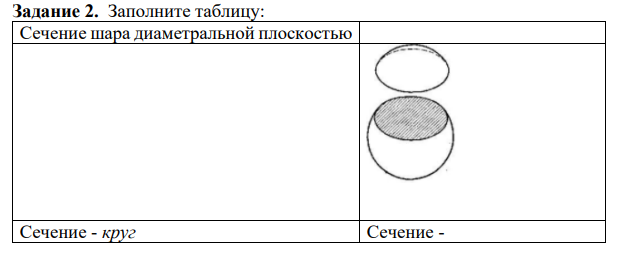 Задание 2. Заполните таблицу:
Сечение шара диаметральной плоскостью
Сечение - круг
Сечение -